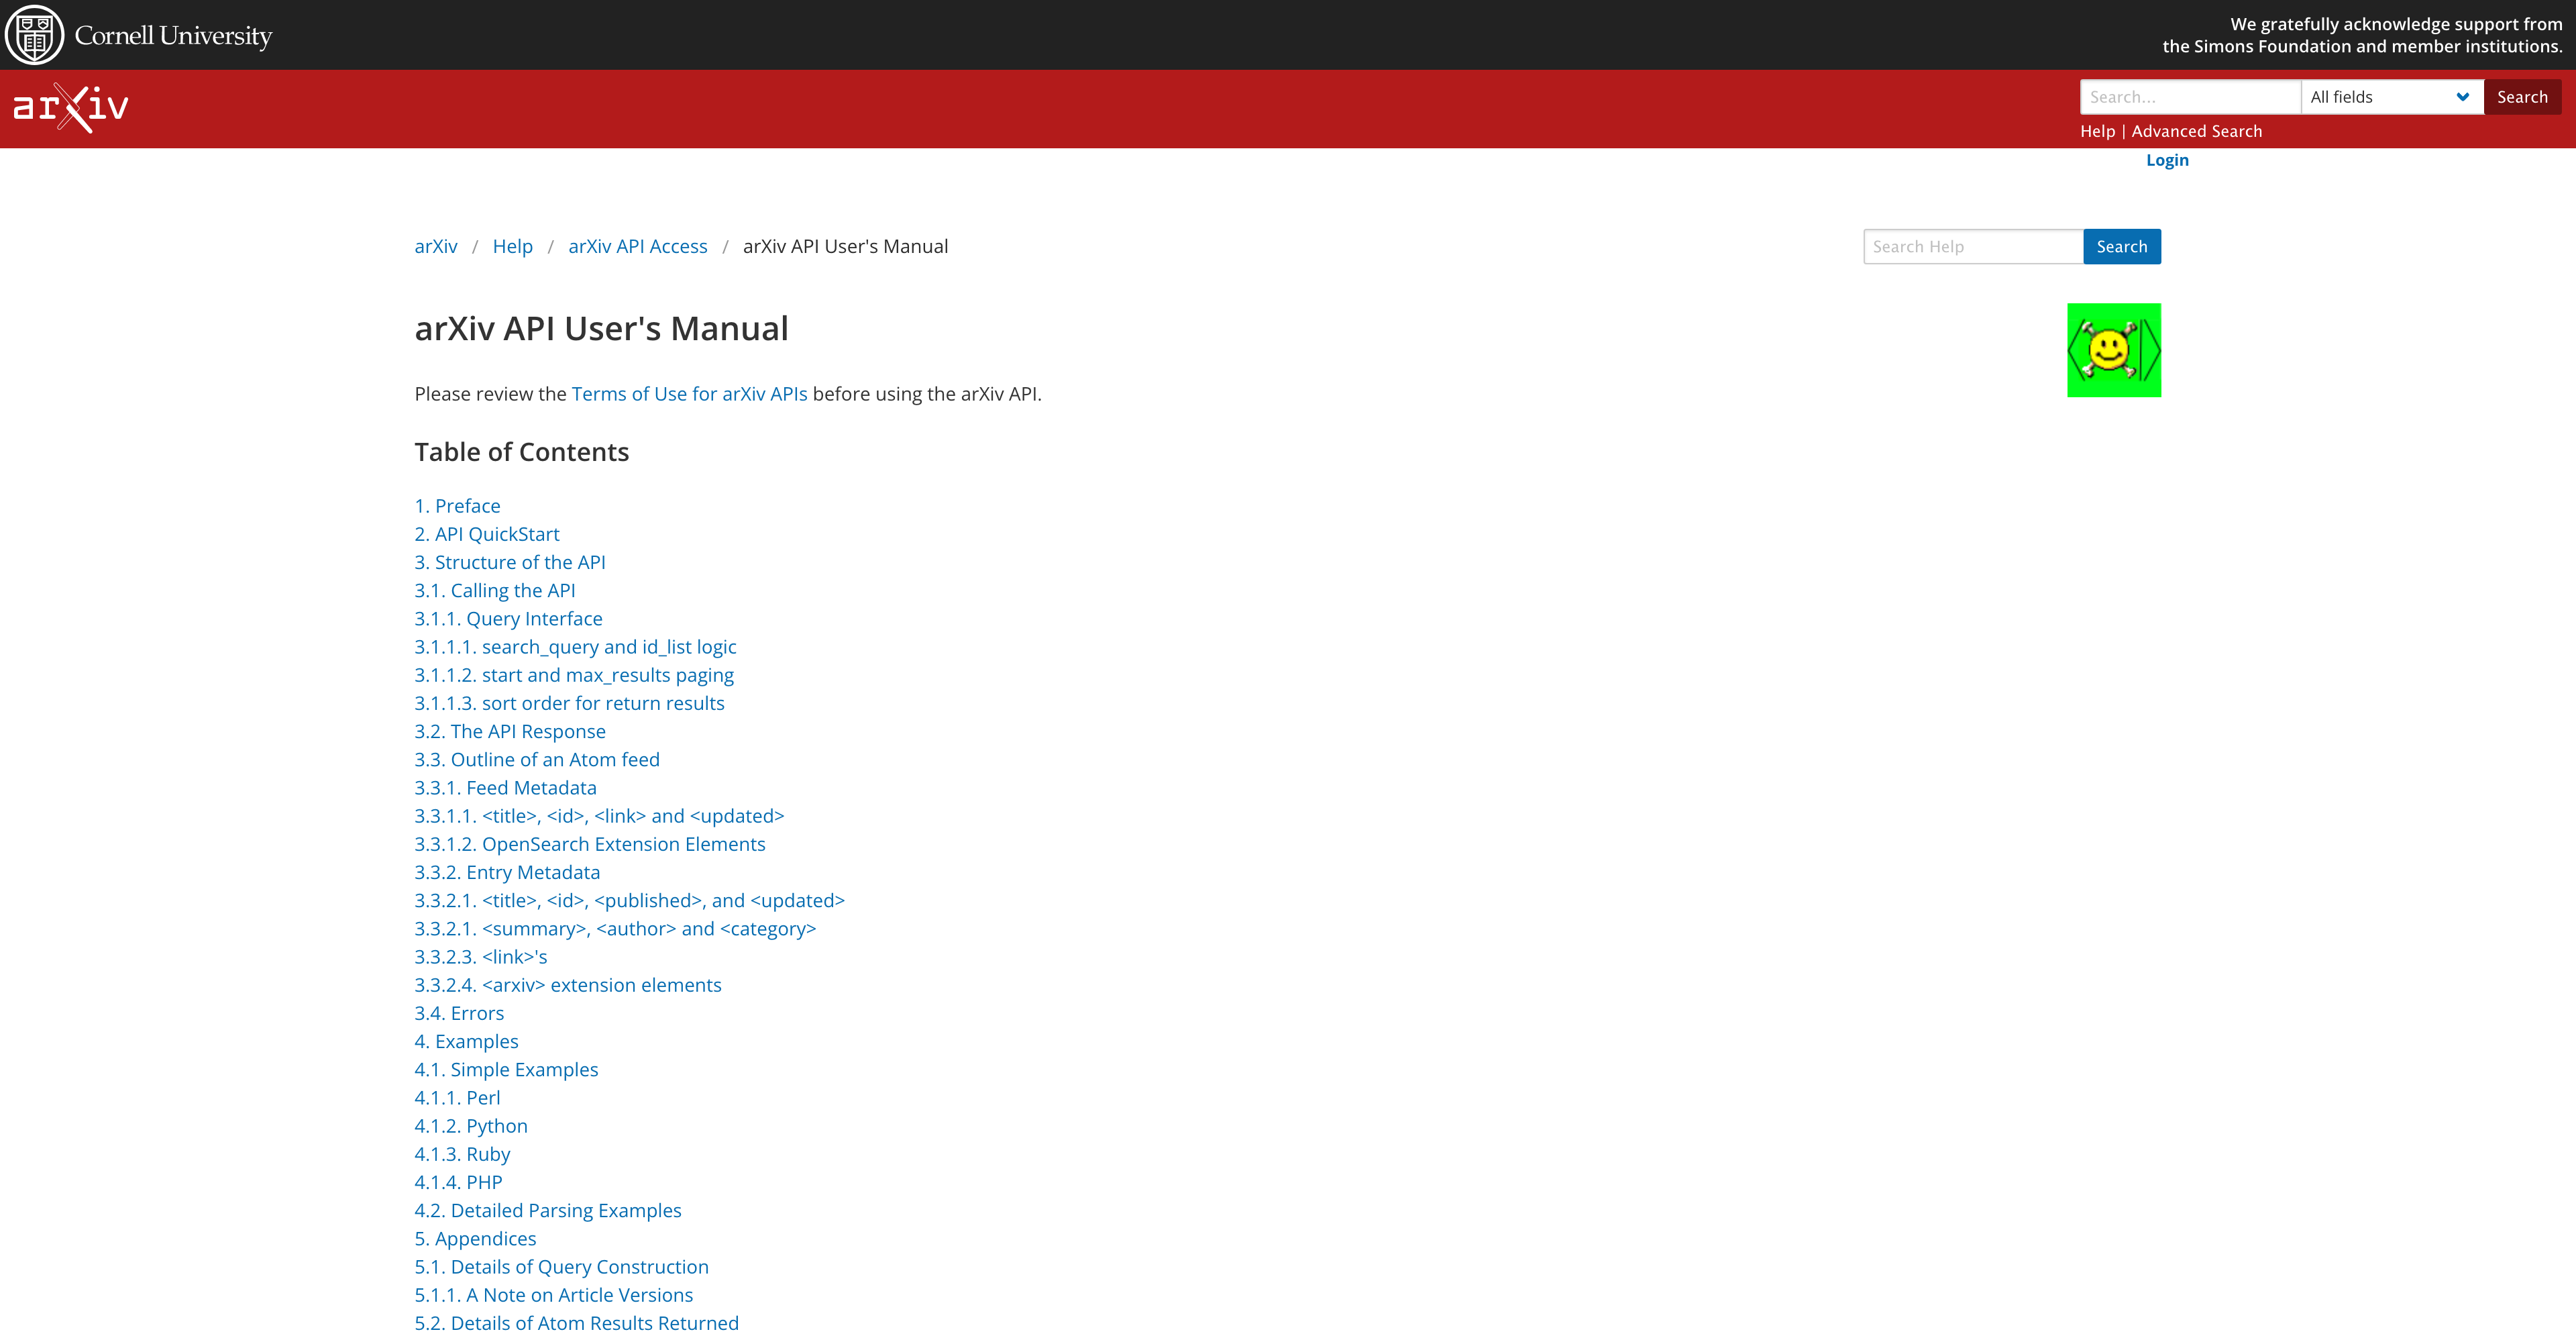 Cornell University
We gratefully acknowledge support from
the Simons Foundation and member institutions.
arXiv
Search...
All fields
Search
Help | Advanced Search
Login
arXiv / Help / arXiv API Access / arXiv API User's Manual
Search Help
Search
arXiv API User's Manual
Please review the Terms of Use for arXiv APIs before using the arXiv API.
Table of Contents
1. Preface
2. API QuickStart
3. Structure of the API
3.1. Calling the API
3.1.1. Query Interface
3.1.1.1. search_query and id_list logic
3.1.1.2. start and max_results paging
3.1.1.3. sort order for return results
3.2. The API Response
3.3. Outline of an Atom feed
3.3.1. Feed Metadata
3.3.1.1. <title>, <id>, <link> and <updated>
3.3.1.2. OpenSearch Extension Elements
3.3.2. Entry Metadata
3.3.2.1. <title>, <id>, <published>, and <updated>
3.3.2.1. <summary>, <author> and <category>
3.3.2.3. <link>'s
3.3.2.4. <arxiv> extension elements
3.4. Errors
4. Examples
4.1. Simple Examples
4.1.1. Perl
4.1.2. Python
4.1.3. Ruby
4.1.4. PHP
4.2. Detailed Parsing Examples
5. Appendices
5.1. Details of Query Construction
5.1.1. A Note on Article Versions
5.2. Details of Atom Results Returned